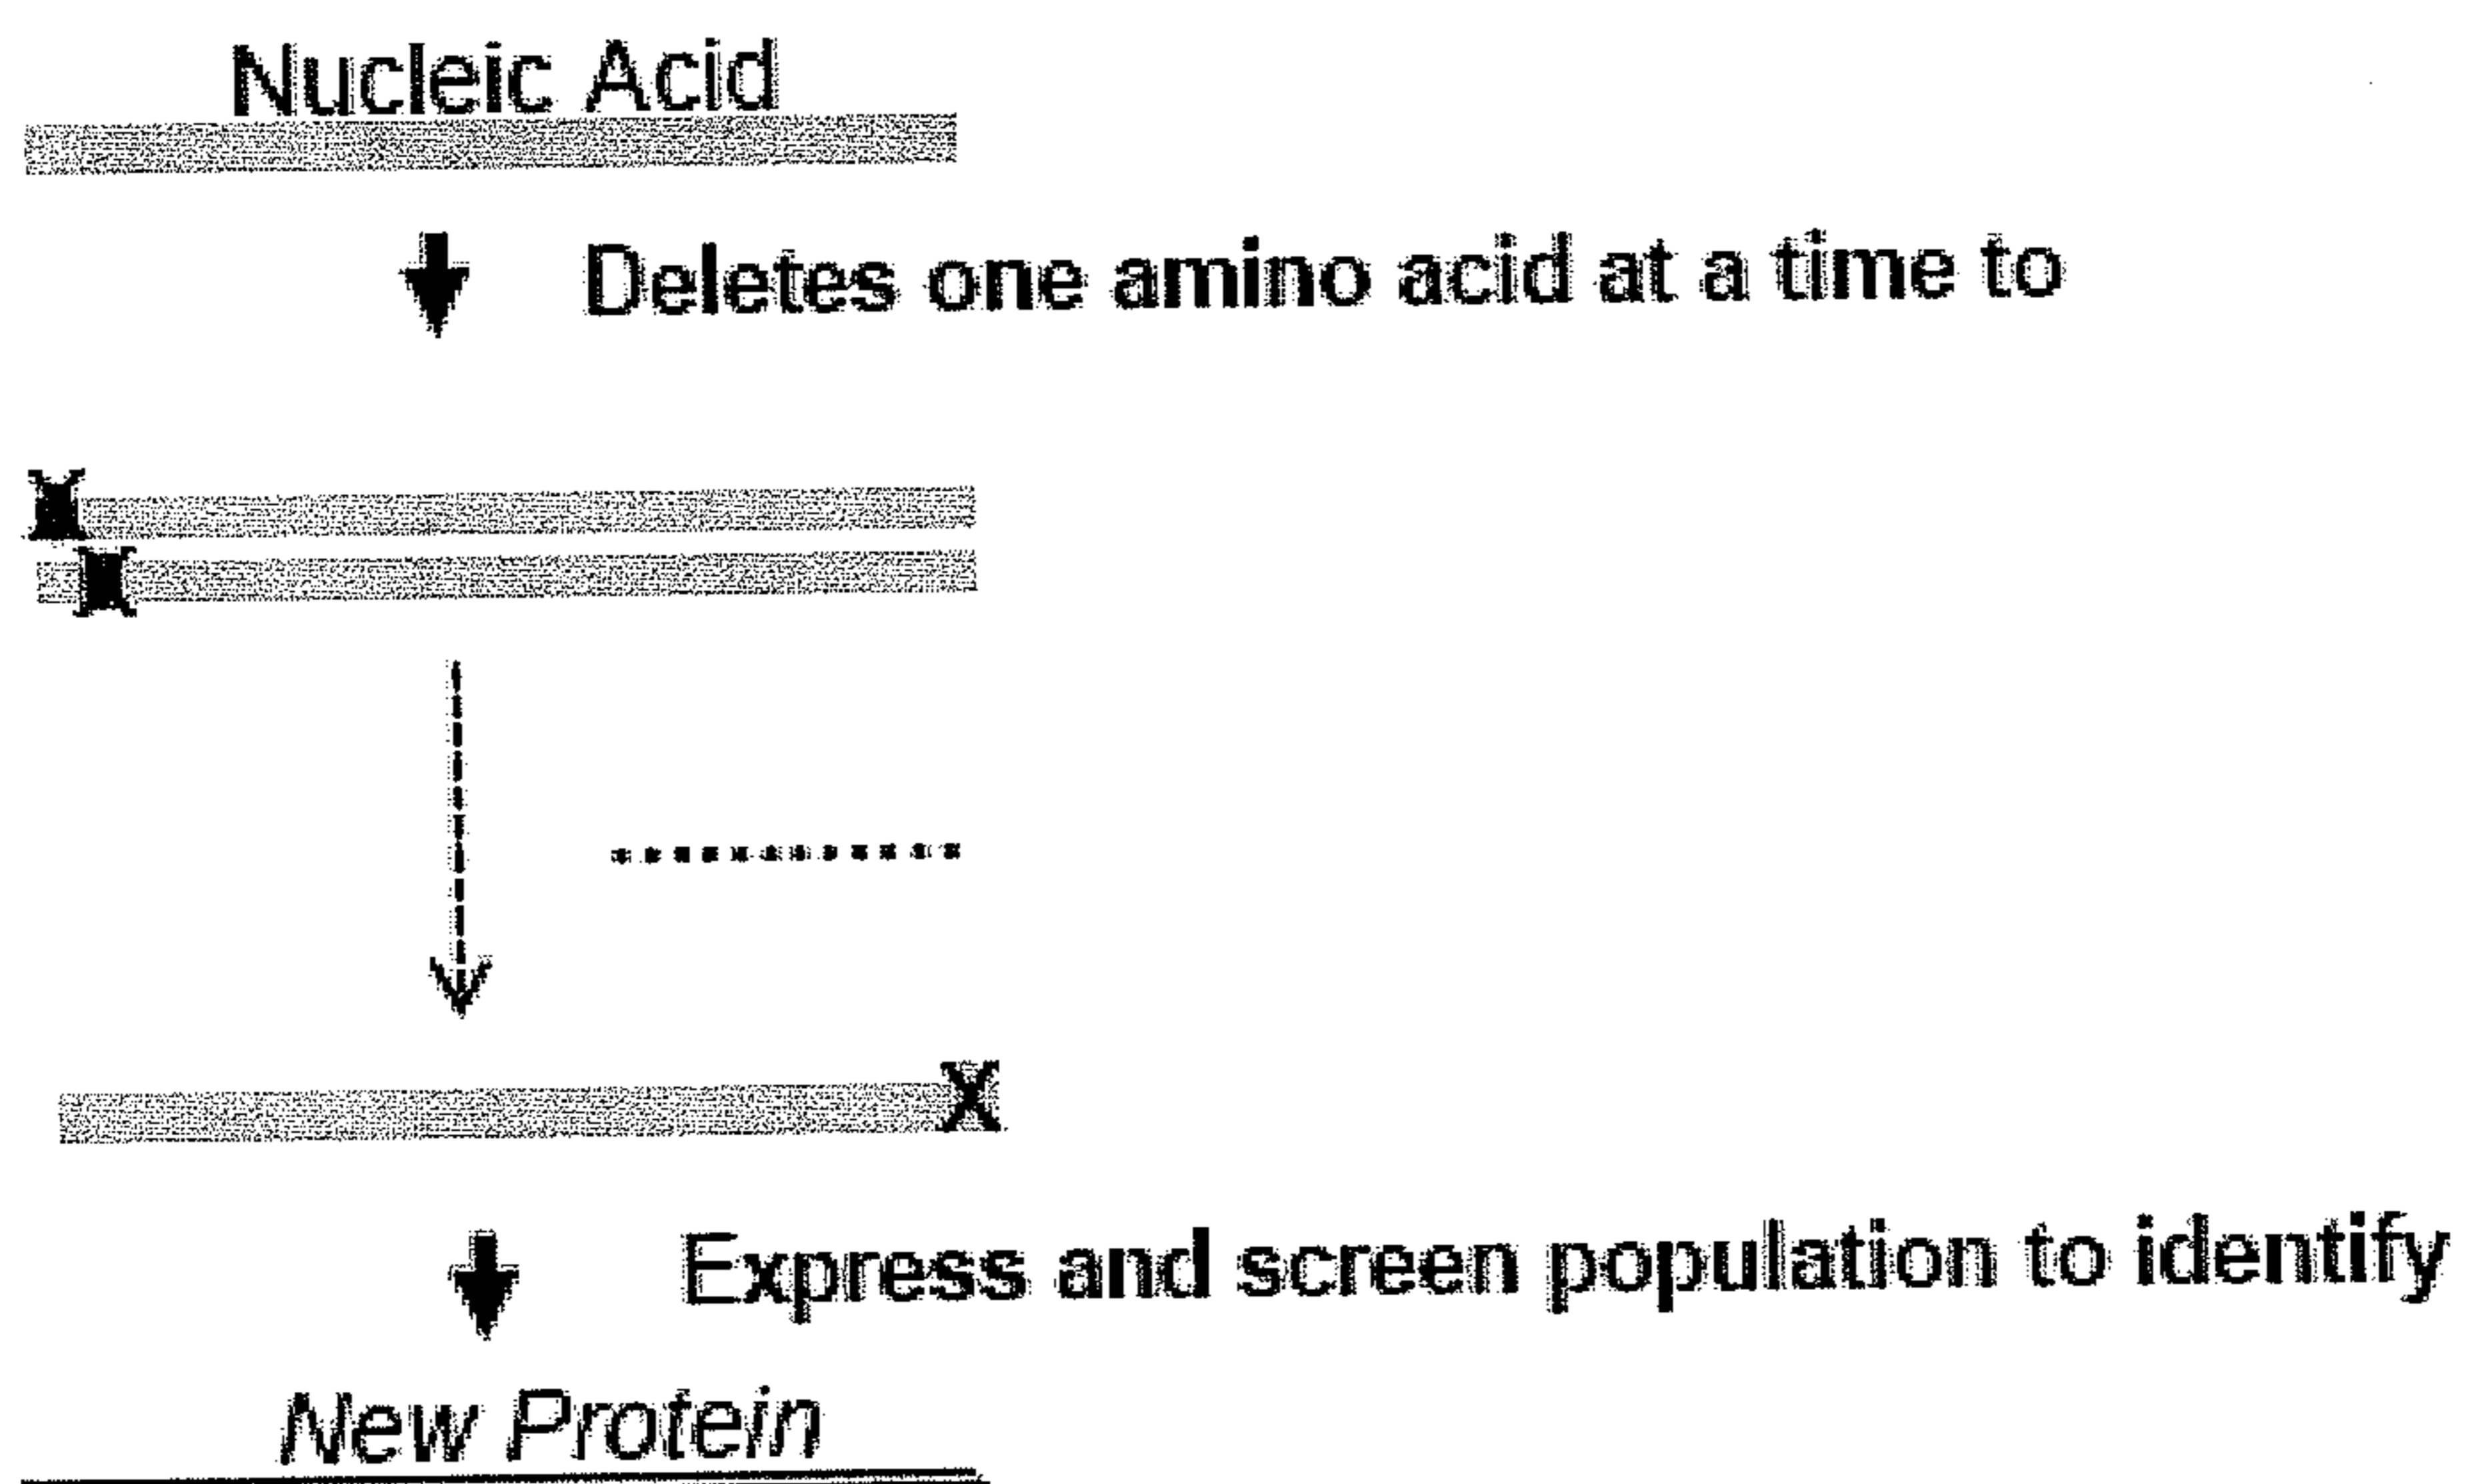 Nucleic Acid
Deletes one amino acid at a time to
X
X
X
Express and screen population to identify
New Protein